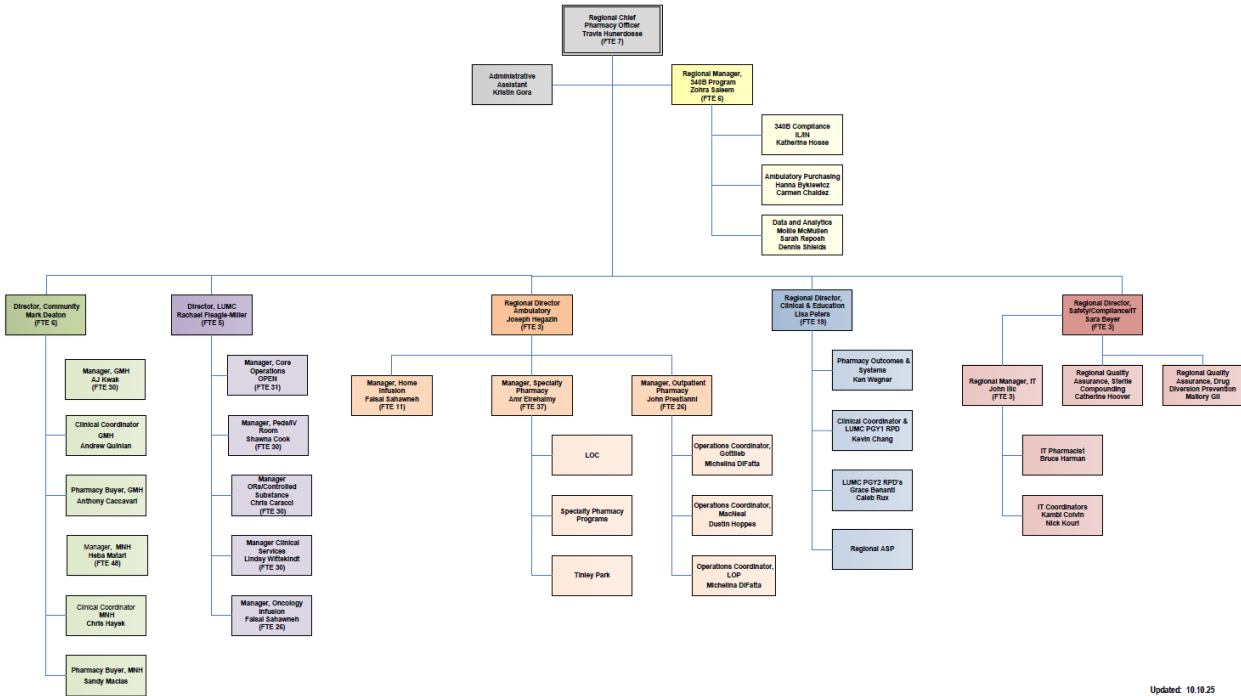 Regional Chief
Pharmacy Officer
Travis Hunerdosse
(FTE 7)
Administrative
Assistant
Kristin Gora
Regional Manager,
340B Program
Zohra Saleem
(FTE 6)
340B Compliance
IL/IN
Katherine Hosse
Ambulatory Purchasing
Hanna Bykiewicz
Carmen Chaidez
Data and Analytics
Mollie McMullen
Sarah Reposh
Dennis Shields
Director, Community
Mark Deaton
(FTE 6)
Manager, GMH
AJ Kwak
(FTE 30)
Clinical Coordinator
GMH
Andrew Quinlan
Pharmacy Buyer, GMH
Anthony Caccavari
Manager, MNH
Heba Matari
(FTE 48)
Clinical Coordinator
MNH
Chris Hayek
Pharmacy Buyer, MNH
Sandy Macias
Director, LUMC
Rachael Fleagle-Miller
(FTE 5)
Manager, Core
Operations
OPEN
(FTE 31)
Manager, Peds/IV
Room
Shawna Cook
(FTE 30)
Manager
ORs/Controlled
Substance
Chris Caracci
(FTE 30)
Manager Clinical
Services
Lindsey Wittekindt
(FTE 30)
Manager, Oncology
Infusion
Faisal Sahawneh
(FTE 26)
Regional Director
Ambulatory
Joseph Hegazin
(FTE 3)
Manager, Home
Infusion
Faisal Sahawneh
(FTE 11)
Manager, Specialty
Pharmacy
Amr Elrehaimy
(FTE 37)
LOC
Specialty Pharmacy
Programs
Tinley Park
Manager, Outpatient
Pharmacy
John Prestianni
(FTE 26)
Operations Coordinator,
Gottlieb
Michelina DiFatta
Operations Coordinator,
MacNeal
Dustin Hoppes
Operations Coordinator,
LOP
Michelina DiFatta
Regional Director,
Clinical & Education
Lisa Peters
(FTE 19)
Pharmacy Outcomes &
Systems
Ken Wegner
Clinical Coordinator &
LUMC PGY1 RPD
Kevin Chang
LUMC PGY2 RPD's
Grace Benanti
Caleb Rux
Regional ASP
Regional Director,
Safety/Compliance/IT
Sara Beyer
(FTE 3)
Regional Manager, IT
John Ilic
(FTE 3)
IT Pharmacist
Bruce Harman
IT Coordinators
Kambi Colvin
Nick Kouri
Regional Quality
Assurance, Sterile
Compounding
Catherine Hoover
Regional Quality
Assurance, Drug
Diversion Prevention
Mallory Gill
Updated: 10.10.25